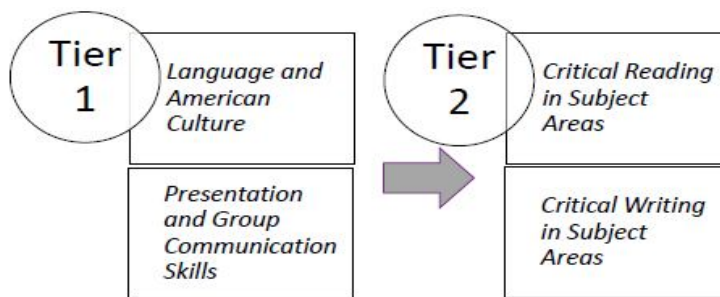 Tier
1
Language and
American
Culture
Presentation
and Group
Communication
Skills
Tier
2
Critical Reading
in Subject
Areas
Critical Writing
in Subject
Areas